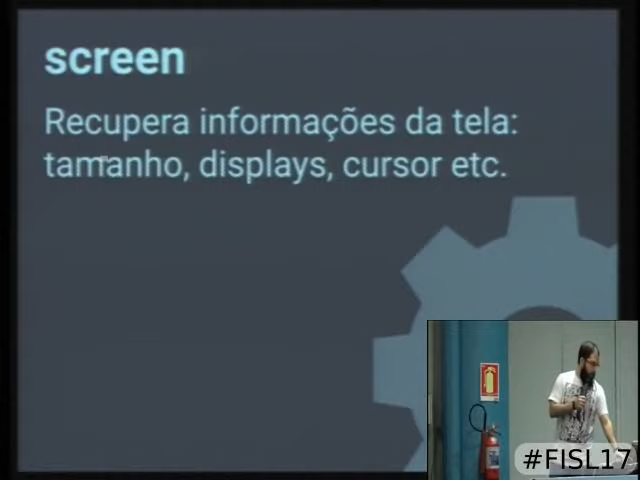 screen
Recupera informações da tela:
tamanho, displays, cursor etc.
#FISL17